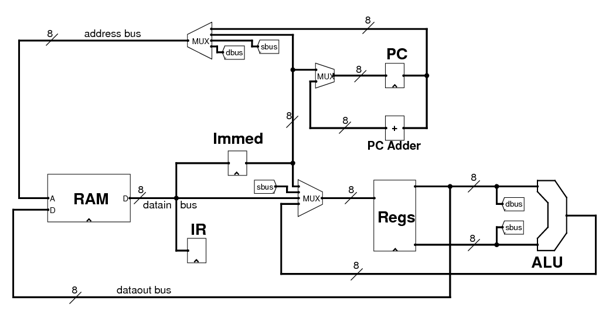 8
8
address bus
MUX
sbus
dbus
PC
MUX
8
8
+
PC Adder
8
Immed
8
sbus
MUX
8
8
dbus
A
RAM
D
D
datain bus
IR
Regs
8
sbus
ALU
8
8
dataout bus